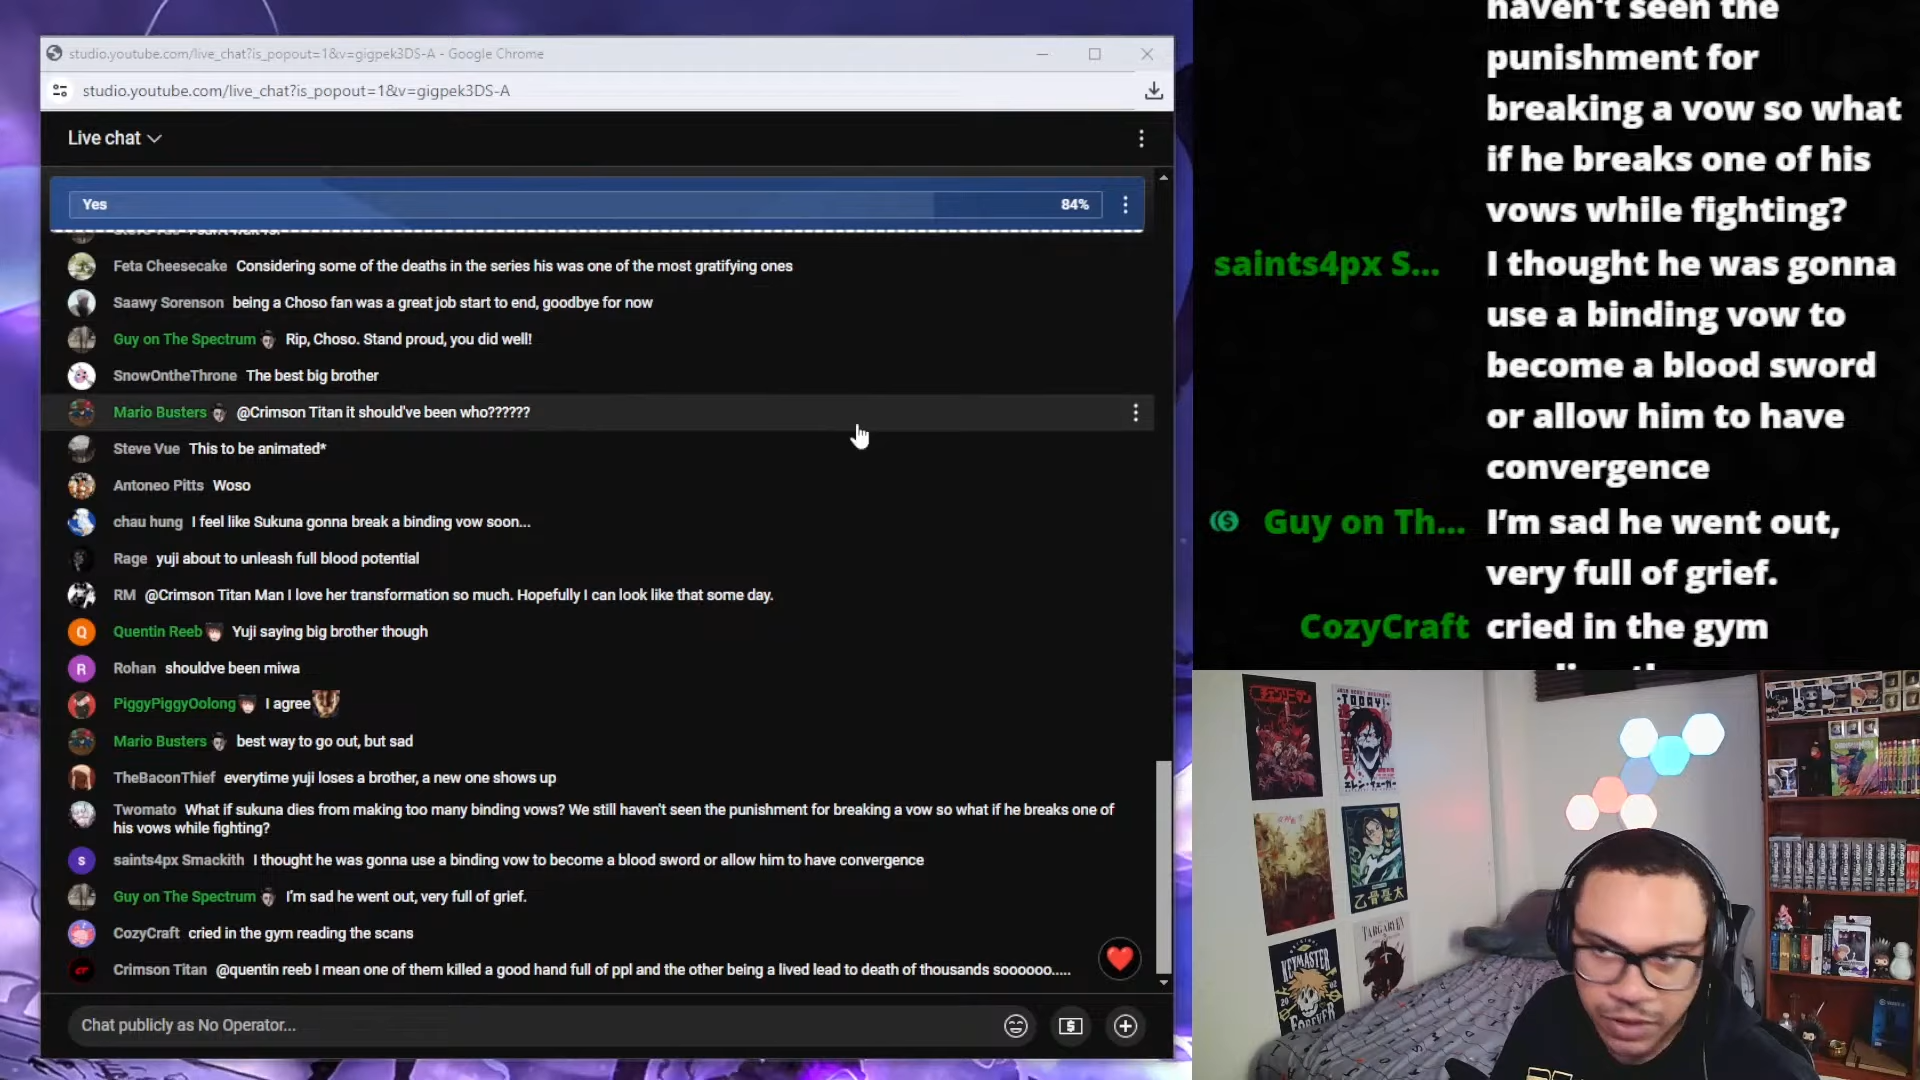 studio.youtube.com/live_chat?is_popout=1&v=gigpek3DS-A - Google Chrome
studio.youtube.com/live_chat?is_popout=1&v=gigpek3DS-A
Live chat
Yes 84%
Feta Cheesecake Considering some of the deaths in the series his was one of the most gratifying ones
Saawy Sorenson being a Choso fan was a great job start to end, goodbye for now
Guy on The Spectrum Rip, Choso. Stand proud, you did well!
SnowOntheThrone The best big brother
Mario Busters @Crimson Titan it should've been who??????
Steve Vue This to be animated*
Antoneo Pitts Woso
chau hung I feel like Sukuna gonna break a binding vow soon...
Rage yuji about to unleash full blood potential
RM @Crimson Titan Man I love her transformation so much. Hopefully I can look like that some day.
Q Quentin Reeb Yuji saying big brother though
R Rohan shouldve been miwa
PiggyPiggyOolong I agree
Mario Busters best way to go out, but sad
TheBaconThief everytime yuji loses a brother, a new one shows up
Twomato What if sukuna dies from making too many binding vows? We still haven't seen the punishment for breaking a vow so what if he breaks one of
his vows while fighting?
s saints4px Smackith I thought he was gonna use a binding vow to become a blood sword or allow him to have convergence
Guy on The Spectrum I'm sad he went out, very full of grief.
CozyCraft cried in the gym reading the scans
Crimson Titan @quentin reeb I mean one of them killed a good hand full of ppl and the other being a lived lead to death of thousands soooooo.....
Chat publicly as No Operator...
haven't seen the
punishment for
breaking a vow so what
if he breaks one of his
vows while fighting?
saints4px S... I thought he was gonna
use a binding vow to
become a blood sword
or allow him to have
convergence
Guy on Th... I'm sad he went out,
very full of grief.
CozyCraft cried in the gym
TODAY!
乙骨憂太
TARGARYEN
KEYMASTER
20 02
FOREVER